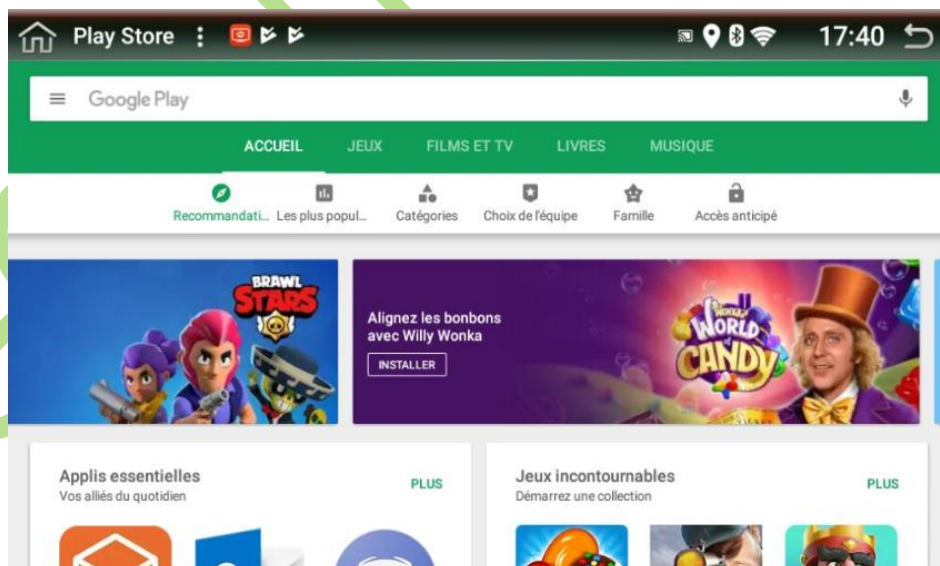 Play Store
17:40
Google Play
ACCUEIL JEUX FILMS ET TV LIVRES MUSIQUE
Recommandati... Les plus popul... Catégories Choix de l'équipe Famille Accès anticipé
BRAWL
STARS
Alignez les bonbons
avec Willy Wonka
INSTALLER
WONKA'S
WORLD
OF
CANDY
Applis essentielles
Vos alliés du quotidien
PLUS
Jeux incontournables
Démarrez une collection
PLUS